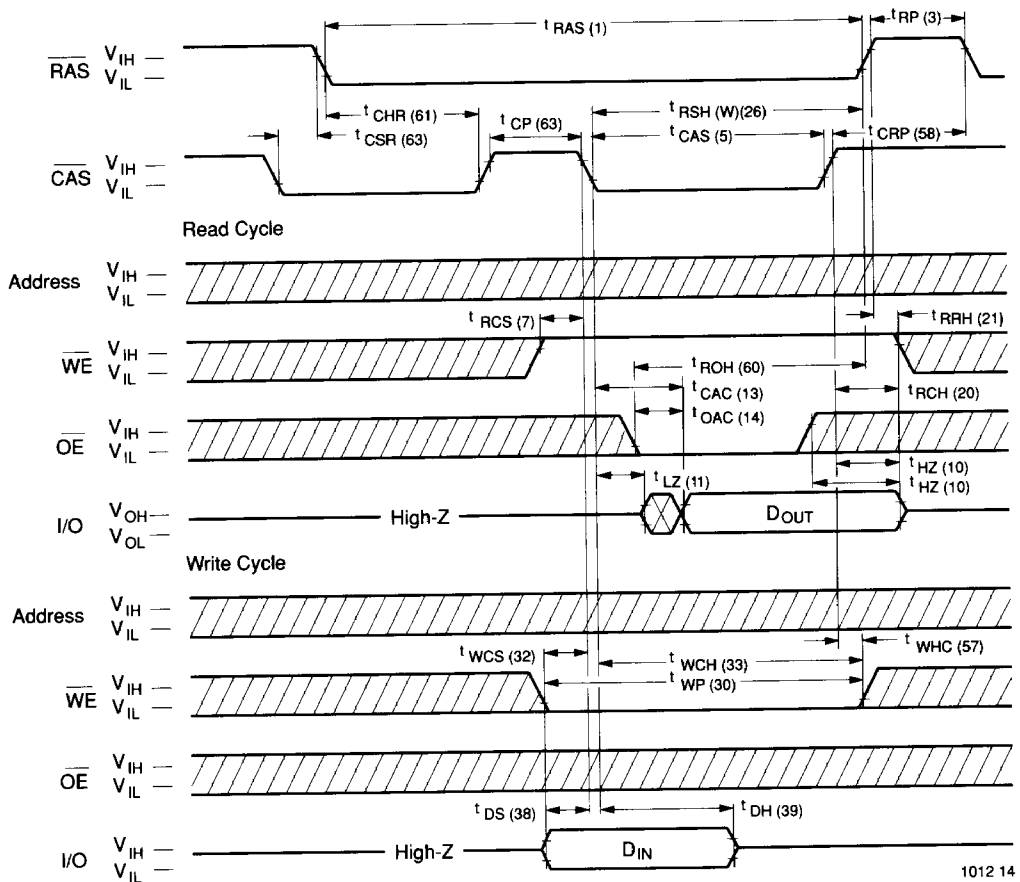 t RAS (1)
t RP (3)
RAS
V IH
V IL
t CHR (61)
t CP (63)
t RSH (W)(26)
t CSR (63)
t CAS (5)
t CRP (58)
CAS
V IH
V IL
Read Cycle
Address
V IH
V IL
t RCS (7)
t RRH (21)
WE
V IH
V IL
t ROH (60)
t CAC (13)
t RCH (20)
t OAC (14)
OE
V IH
V IL
t HZ (10)
t LZ (11)
t HZ (10)
I/O
V OH
V OL
High-Z
D OUT
Write Cycle
Address
V IH
V IL
t WCS (32)
t WCH (33)
t WHC (57)
t WP (30)
WE
V IH
V IL
OE
V IH
V IL
t DS (38)
t DH (39)
I/O
V IH
V IL
High-Z
D IN
1012 14